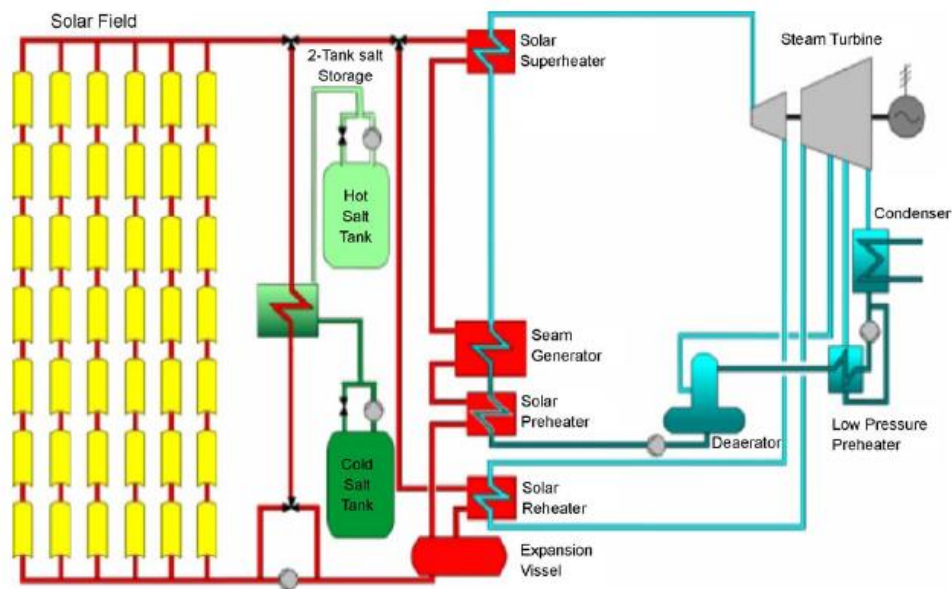 Solar Field
2-Tank salt
Storage
Solar
Superheater
Steam Turbine
Hot
Salt
Tank
Condenser
Seam
Generator
Solar
Preheater
Deaerator
Low Pressure
Preheater
Cold
Salt
Tank
Solar
Reheater
Expansion
Vissel